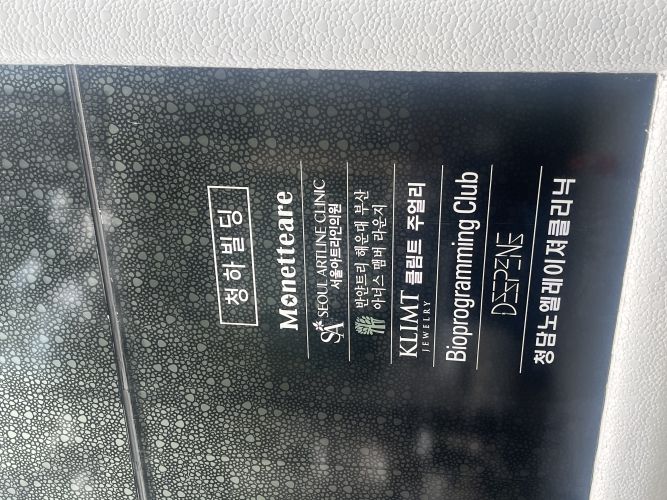 청하빌딩
Monetteare
SA SEOUL ARTLINE CLINIC
서울아트라인의원
반얀트리 해운대 부산
아너스 멤버 라운지
KLIMT 클림트 주얼리
JEWELRY
Bioprogramming Club
DEEPENS
청담노엘레이저클리닉